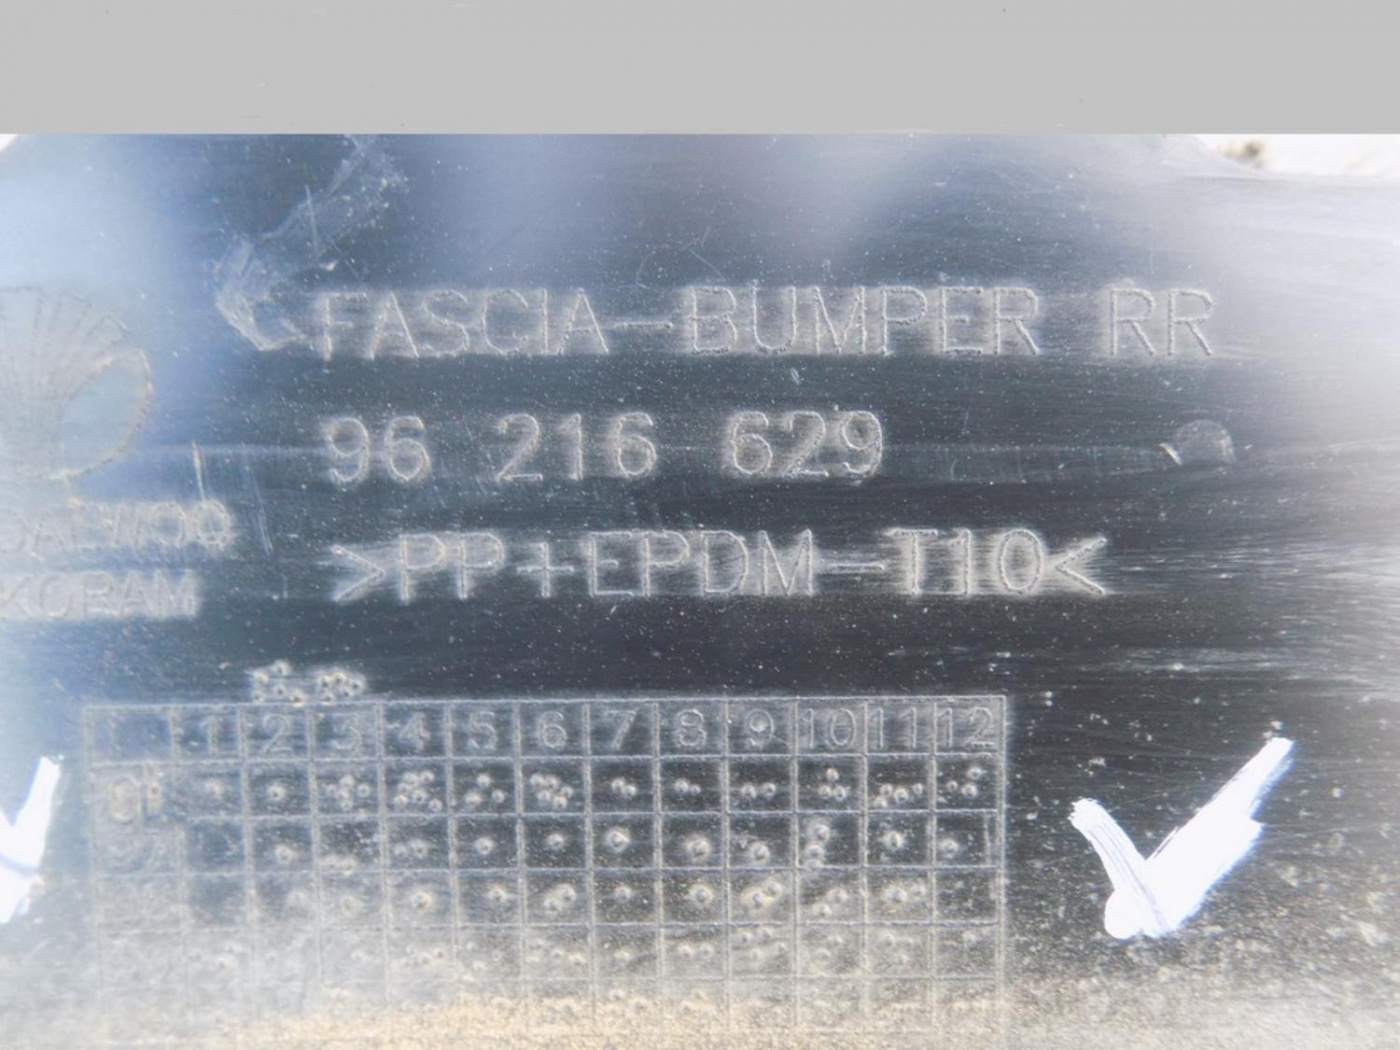 FASCIA-BUMPER RR
96 216 629
DAEWOO
>PP+EPDM-T10<
KORAM
1 2 3 4 5 6 7 8 9 10 11 12